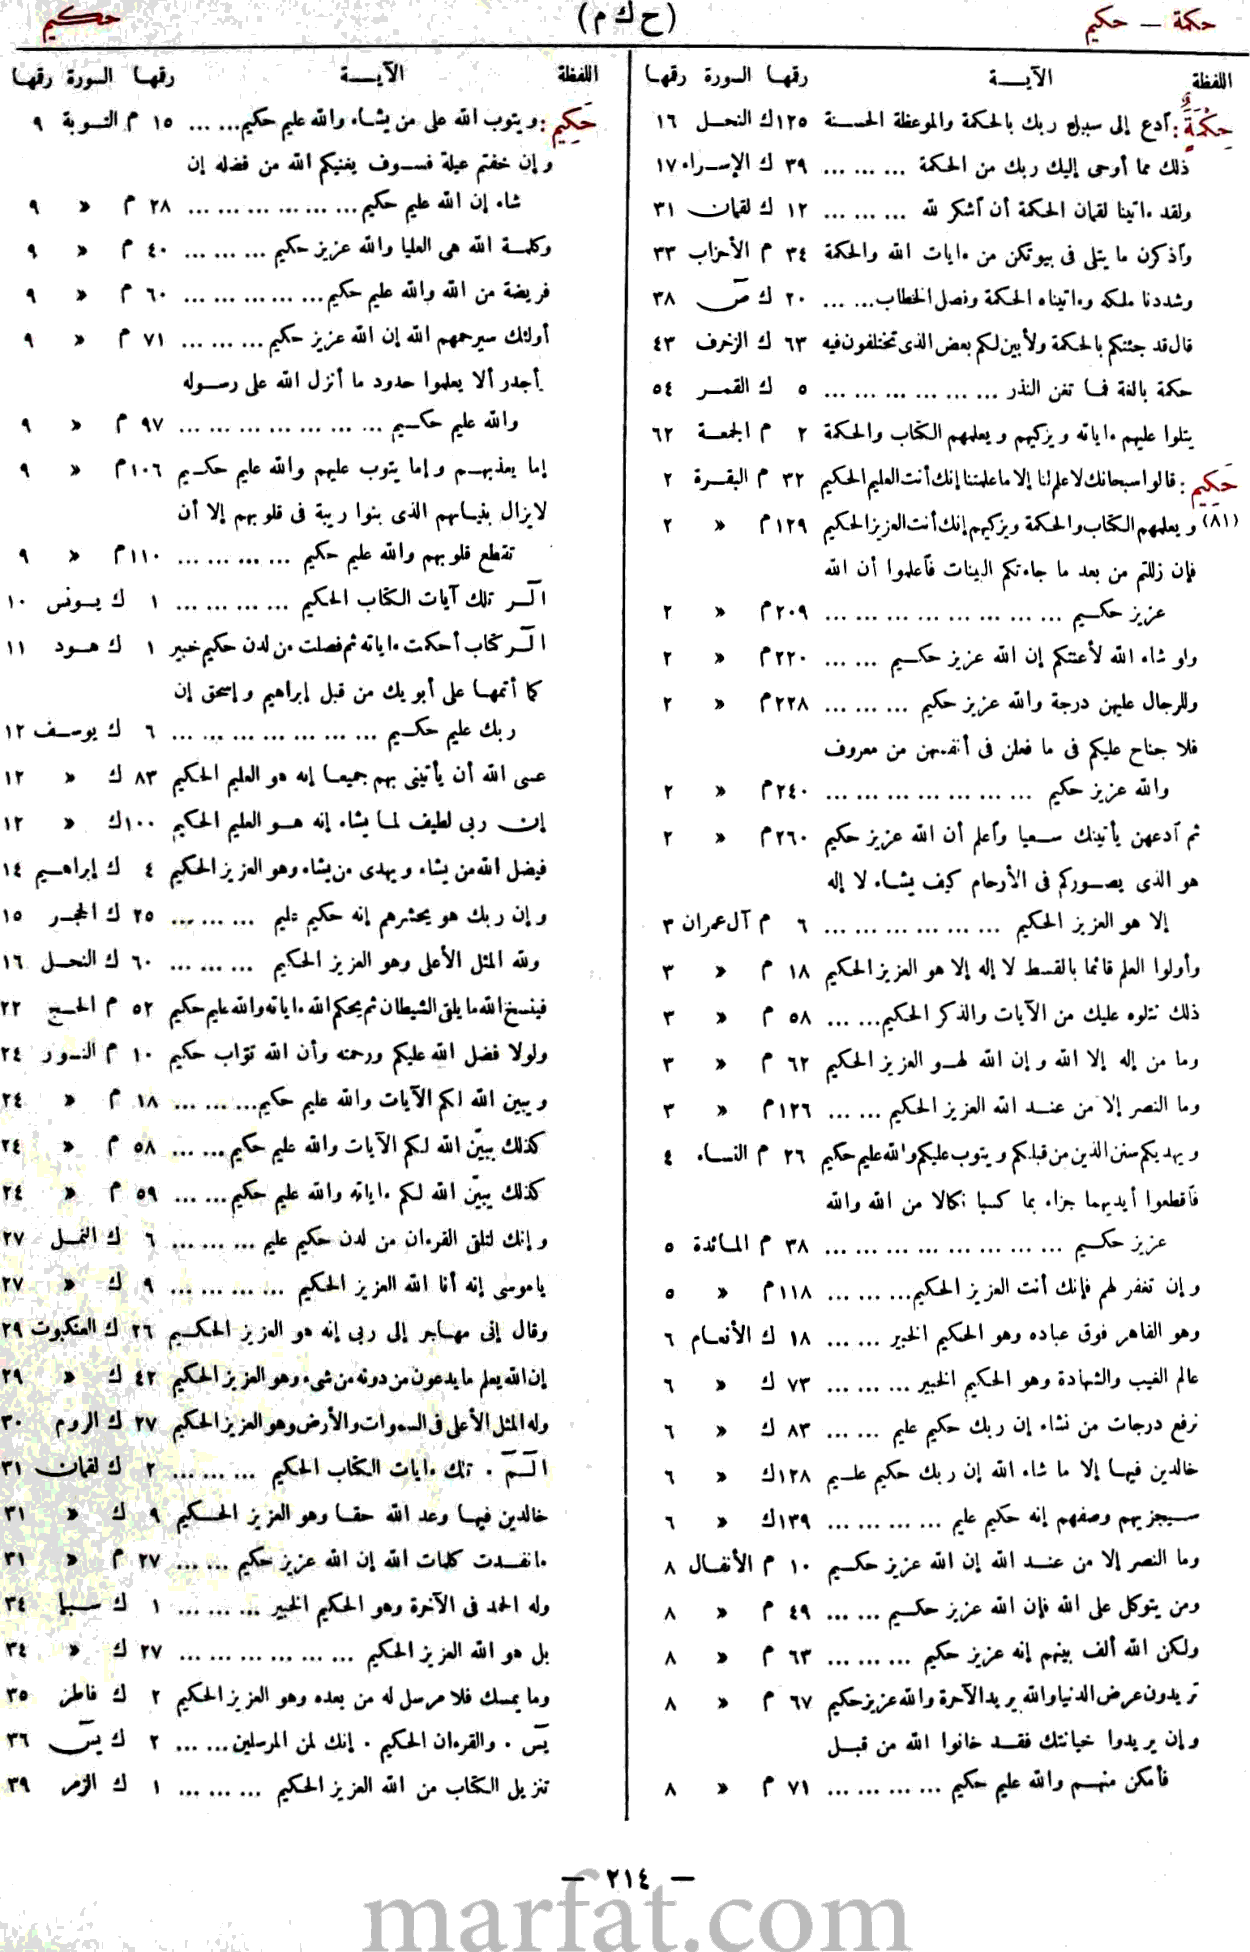 حكمة — حكيم
(ح ك م)
حكيم
اللفظة الآيــــة رقمها السورة رقمها
حِكْمَةٌ: آدع إلى سبيل ربك بالحكمة والموعظة الحسنة ١٢٥ ك النحل ١٦
ذلك مما أوحى إليك ربك من الحكمة ... ... ... ٣٩ ك الإسراء ١٧
ولقد ءاتينا لقمان الحكمة أن آشكر لله ... ... ... ١٢ ك لقمان ٣١
وآذكرن ما يتلى فى بيوتكن من ءايات الله والحكمة ٣٤ م الأحزاب ٣٣
وشددنا ملكه وءاتيناه الحكمة وفصل الخطاب... ... ٢٠ ك صٓ ٣٨
قال قد جئتكم بالحكمة ولأبين لكم بعض الذى تختلفون فيه ٦٣ ك الزخرف ٤٣
حكمة بالغة فما تغن النذر ... ... ... ... ... ... ٥ ك القمر ٥٤
يتلوا عليهم ءاياته ويزكيهم ويعلمهم الكتاب والحكمة ٢ م الجمعة ٦٢
حَكِيم: قالوا سبحانك لا علم لنا إلا ما علمتنا إنك أنت العليم الحكيم ٣٢ م البقرة ٢
(٨١) ويعلمهم الكتاب والحكمة ويزكيهم إنك أنت العزيز الحكيم ١٢٩م » ٢
فإن زللتم من بعد ما جاءتكم البينات فآعلموا أن الله
عزيز حكيم ... ... ... ... ... ... ... ... ٢٠٩م » ٢
ولو شاء الله لأعنتكم إن الله عزيز حكيم ... ... ٢٢٠م » ٢
وللرجال عليهن درجة والله عزيز حكيم ... ... ... ٢٢٨م » ٢
فلا جناح عليكم فى ما فعلن فى أنفسهن من معروف
والله عزيز حكيم ... ... ... ... ... ... ... ٢٤٠م » ٢
ثم آدعهن يأتينك سعيا وآعلم أن الله عزيز حكيم ٢٦٠م » ٢
هو الذى يصوركم فى الأرحام كيف يشاء لا إله
إلا هو العزيز الحكيم ... ... ... ... ... ... ٦ م آل عمران ٣
وأولوا العلم قائما بالقسط لا إله إلا هو العزيز الحكيم ١٨ م » ٣
ذلك نتلوه عليك من الآيات والذكر الحكيم... ... ٥٨ م » ٣
وما من إله إلا الله وإن الله لهو العزيز الحكيم ٦٢ م » ٣
وما النصر إلا من عند الله العزيز الحكيم ... ... ١٢٦م » ٣
ويهديكم سنن الذين من قبلكم ويتوب عليكم والله عليم حكيم ٢٦ م النساء ٤
فآقطعوا أيديهما جزاء بما كسبا نكالا من الله والله
عزيز حكيم ... ... ... ... ... ... ... ... ٣٨ م المائدة ٥
وإن تغفر لهم فإنك أنت العزيز الحكيم... ... ... ١١٨م » ٥
وهو القاهر فوق عباده وهو الحكيم الخبير ... ... ١٨ ك الأنعام ٦
عالم الغيب والشهادة وهو الحكيم الخبير ... ... ... ٧٣ ك » ٦
نرفع درجات من نشاء إن ربك حكيم عليم ... ... ٨٣ ك » ٦
خالدين فيها إلا ما شاء الله إن ربك حكيم عليم ١٢٨ك » ٦
سيجزيهم وصفهم إنه حكيم عليم ... ... ... ... ١٣٩ك » ٦
وما النصر إلا من عند الله إن الله عزيز حكيم ١٠ م الأنفال ٨
ومن يتوكل على الله فإن الله عزيز حكيم ... ... ٤٩ م » ٨
ولكن الله ألف بينهم إنه عزيز حكيم ... ... ... ٦٣ م » ٨
تريدون عرض الدنيا والله يريد الآخرة والله عزيز حكيم ٦٧ م » ٨
وإن يريدوا خيانتك فقد خانوا الله من قبل
فأمكن منهم والله عليم حكيم ... ... ... ... ٧١ م » ٨
اللفظة الآيــــة رقمها السورة رقمها
حَكِيم: ويتوب الله على من يشاء والله عليم حكيم... ... ١٥ م التوبة ٩
وإن خفتم عيلة فسوف يغنيكم الله من فضله إن
شاء إن الله عليم حكيم... ... ... ... ... ... ٢٨ م » ٩
وكلمة الله هى العليا والله عزيز حكيم ... ... ... ٤٠ م » ٩
فريضة من الله والله عليم حكيم... ... ... ... ... ٦٠ م » ٩
أولئك سيرحمهم الله إن الله عزيز حكيم ... ... ... ٧١ م » ٩
وأجدر ألا يعلموا حدود ما أنزل الله على رسوله
والله عليم حكيم ... ... ... ... ... ... ... ٩٧ م » ٩
إما يعذبهم وإما يتوب عليهم والله عليم حكيم ١٠٦م » ٩
لا يزال بنيانهم الذى بنوا ريبة فى قلوبهم إلا أن
تقطع قلوبهم والله عليم حكيم ... ... ... ... ١١٠م » ٩
الٓر تلك آيات الكتاب الحكيم ... ... ... ... ١ ك يونس ١٠
الٓر كتاب أحكمت ءاياته ثم فصلت من لدن حكيم خبير ١ ك هود ١١
كما أتمها على أبويك من قبل إبراهيم وإسحق إن
ربك عليم حكيم ... ... ... ... ... ... ... ٦ ك يوسف ١٢
عسى الله أن يأتينى بهم جميعا إنه هو العليم الحكيم ٨٣ ك » ١٢
إن ربى لطيف لما يشاء إنه هو العليم الحكيم ١٠٠ك » ١٢
فيضل الله من يشاء ويهدى من يشاء وهو العزيز الحكيم ٤ ك إبراهيم ١٤
وإن ربك هو يحشرهم إنه حكيم عليم ... ... ... ٢٥ ك الحجر ١٥
ولله المثل الأعلى وهو العزيز الحكيم ... ... ... ٦٠ ك النحل ١٦
فينسخ الله ما يلقى الشيطان ثم يحكم الله ءاياته والله عليم حكيم ٥٢ م الحج ٢٢
ولولا فضل الله عليكم ورحمته وأن الله توّاب حكيم ١٠ م النور ٢٤
ويبين الله لكم الآيات والله عليم حكيم... ... ... ١٨ م » ٢٤
كذلك يبيّن الله لكم الآيات والله عليم حكيم... ... ٥٨ م » ٢٤
كذلك يبيّن الله لكم ءاياته والله عليم حكيم... ... ٥٩ م » ٢٤
وإنك لتلقى القرءان من لدن حكيم عليم ... ... ... ٦ ك النمل ٢٧
ياموسى إنه أنا الله العزيز الحكيم ... ... ... ... ٩ ك » ٢٧
وقال إنى مهاجر إلى ربى إنه هو العزيز الحكيم ٢٦ ك العنكبوت ٢٩
إن الله يعلم ما يدعون من دونه من شىء وهو العزيز الحكيم ٤٢ ك » ٢٩
وله المثل الأعلى فى السموات والأرض وهو العزيز الحكيم ٢٧ ك الروم ٣٠
الٓمٓ . تلك ءايات الكتاب الحكيم ... ... ... ٢ ك لقمان ٣١
خالدين فيها وعد الله حقا وهو العزيز الحكيم ٩ ك » ٣١
ما نفدت كلمات الله إن الله عزيز حكيم ... ... ٢٧ م » ٣١
وله الحمد فى الآخرة وهو الحكيم الخبير ... ... ... ١ ك سبإ ٣٤
بل هو الله العزيز الحكيم ... ... ... ... ... ... ٢٧ ك » ٣٤
وما يمسك فلا مرسل له من بعده وهو العزيز الحكيم ٢ ك فاطر ٣٥
يٓسٓ . والقرءان الحكيم . إنك لمن المرسلين... ... ٢ ك يٓسٓ ٣٦
تنزيل الكتاب من الله العزيز الحكيم ... ... ... ١ ك الزمر ٣٩
— ٢١٤ —
marfat.com